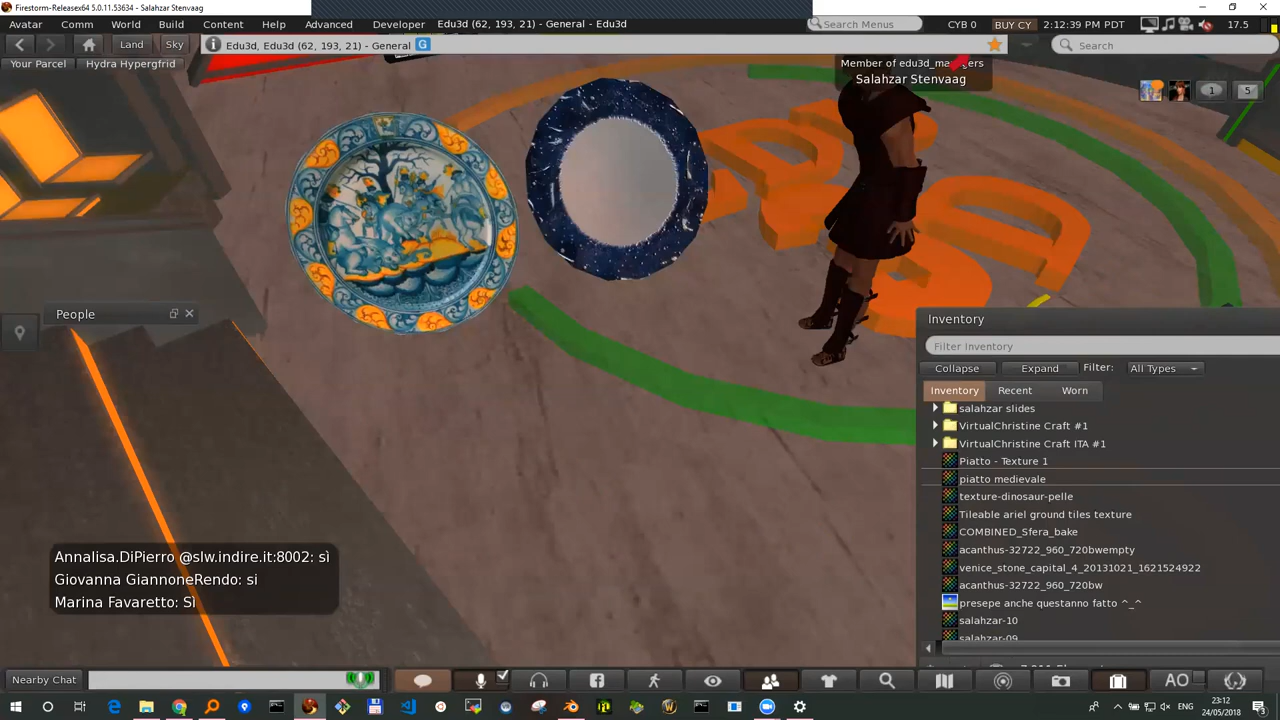 Firestorm-Releasex64 5.0.11.53634 - Salahzar Stenvaag
Avatar Comm World Build Content Help Advanced Developer Edu3d (62, 193, 21) - General - Edu3d Search Menus CYB 0 BUY CY 2:12:39 PM PDT 17.5
Land Sky Edu3d, Edu3d (62, 193, 21) - General G Search
Your Parcel Hydra Hypergfrid
Salahzar Stenvaag
1 5
People
Inventory
Filter Inventory
Collapse Expand Filter: All Types
Inventory Recent Worn
salahzar slides
VirtualChristine Craft #1
VirtualChristine Craft ITA #1
Piatto - Texture 1
piatto medievale
texture-dinosaur-pelle
Tileable ariel ground tiles texture
COMBINED_Sfera_bake
acanthus-32722_960_720bwempty
venice_stone_capital_4_20131021_1621524922
acanthus-32722_960_720bw
presepe anche questanno fatto ^_^
salahzar-10
salahzar-09
Annalisa.DiPierro @slw.indire.it:8002: sì
Giovanna GiannoneRendo: si
Marina Favaretto: Sì
Nearby Chat AO
ENG 23:12
24/05/2018